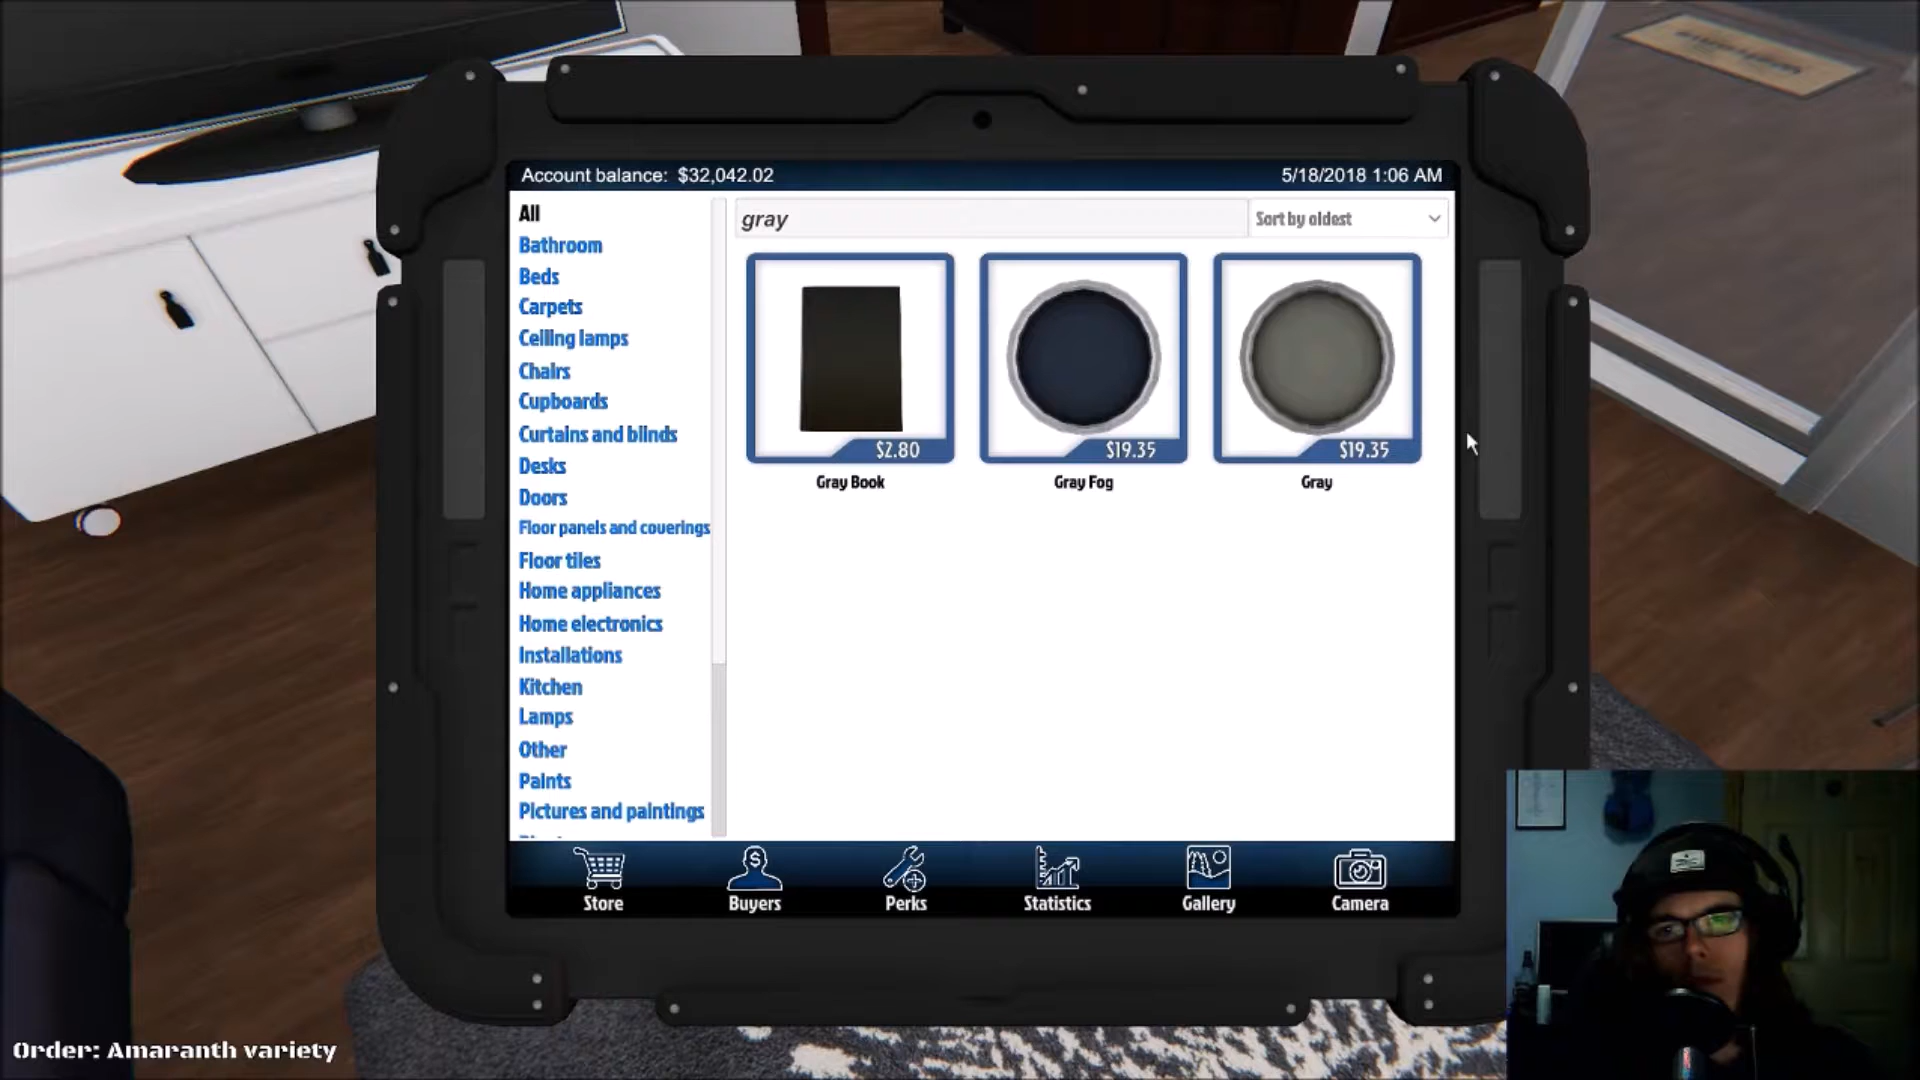 Account balance: $32,042.02
5/18/2018 1:06 AM
All
Bathroom
Beds
Carpets
Ceiling lamps
Chairs
Cupboards
Curtains and blinds
Desks
Doors
Floor panels and coverings
Floor tiles
Home appliances
Home electronics
Installations
Kitchen
Lamps
Other
Paints
Pictures and paintings
gray
Sort by oldest
$2.80
$19.35
$19.35
Gray Book
Gray Fog
Gray
Store
Buyers
Perks
Statistics
Gallery
Camera
Order: Amaranth variety